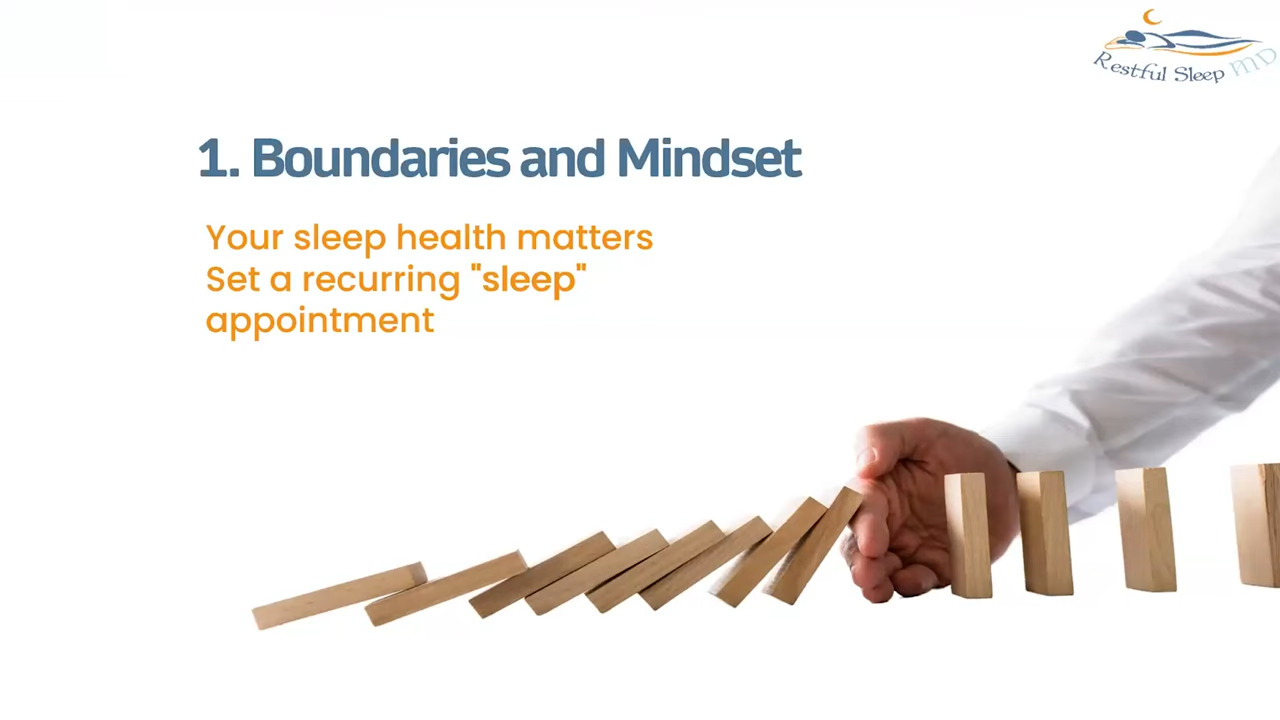 Restful Sleep MD
1. Boundaries and Mindset
Your sleep health matters
Set a recurring "sleep"
appointment